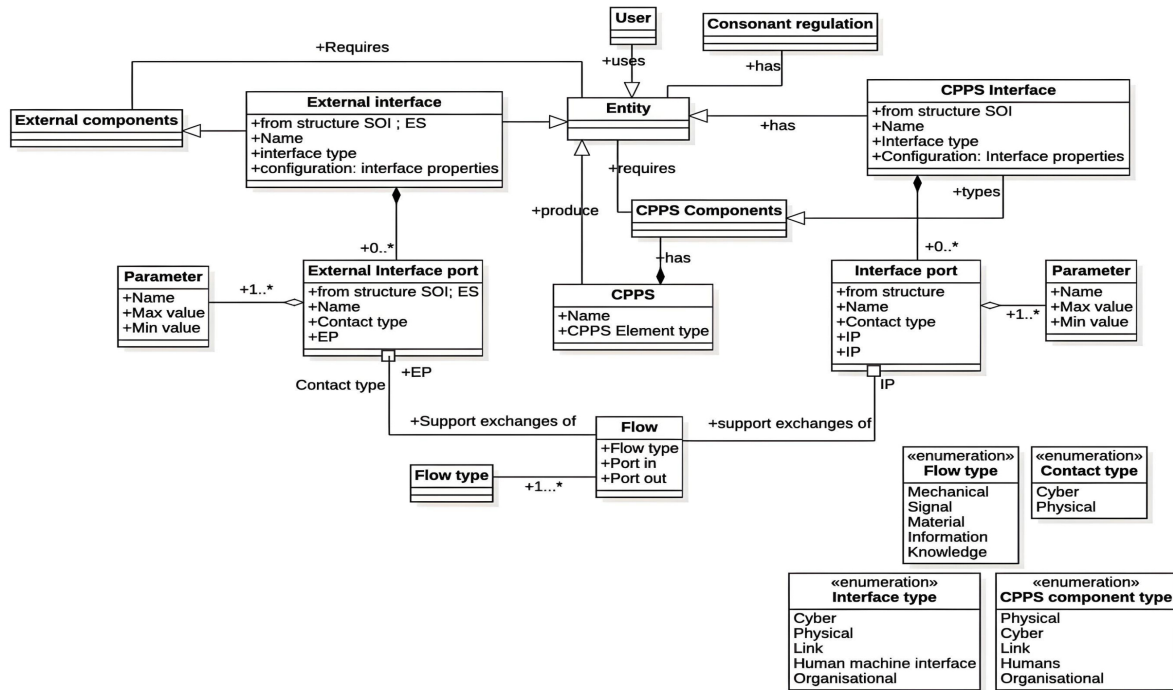 User
Consonant regulation
+Requires
+uses
+has
External components
External interface
+from structure SOI ; ES
+Name
+interface type
+configuration: interface properties
Entity
+has
CPPS Interface
+from structure SOI
+Name
+Interface type
+Configuration: Interface properties
+requires
+types
+produce
CPPS Components
+has
+0..*
+0..*
Parameter
+Name
+Max value
+Min value
+1..*
External Interface port
+from structure SOI; ES
+Name
+Contact type
+EP
CPPS
+Name
+CPPS Element type
Interface port
+from structure
+Name
+Contact type
+IP
+IP
+1..*
Parameter
+Name
+Max value
+Min value
Contact type
+EP
IP
+Support exchanges of
+support exchanges of
Flow
+Flow type
+Port in
+Port out
Flow type
+1...*
«enumeration»
Flow type
Mechanical
Signal
Material
Information
Knowledge
«enumeration»
Contact type
Cyber
Physical
«enumeration»
Interface type
Cyber
Physical
Link
Human machine interface
Organisational
«enumeration»
CPPS component type
Physical
Cyber
Link
Humans
Organisational